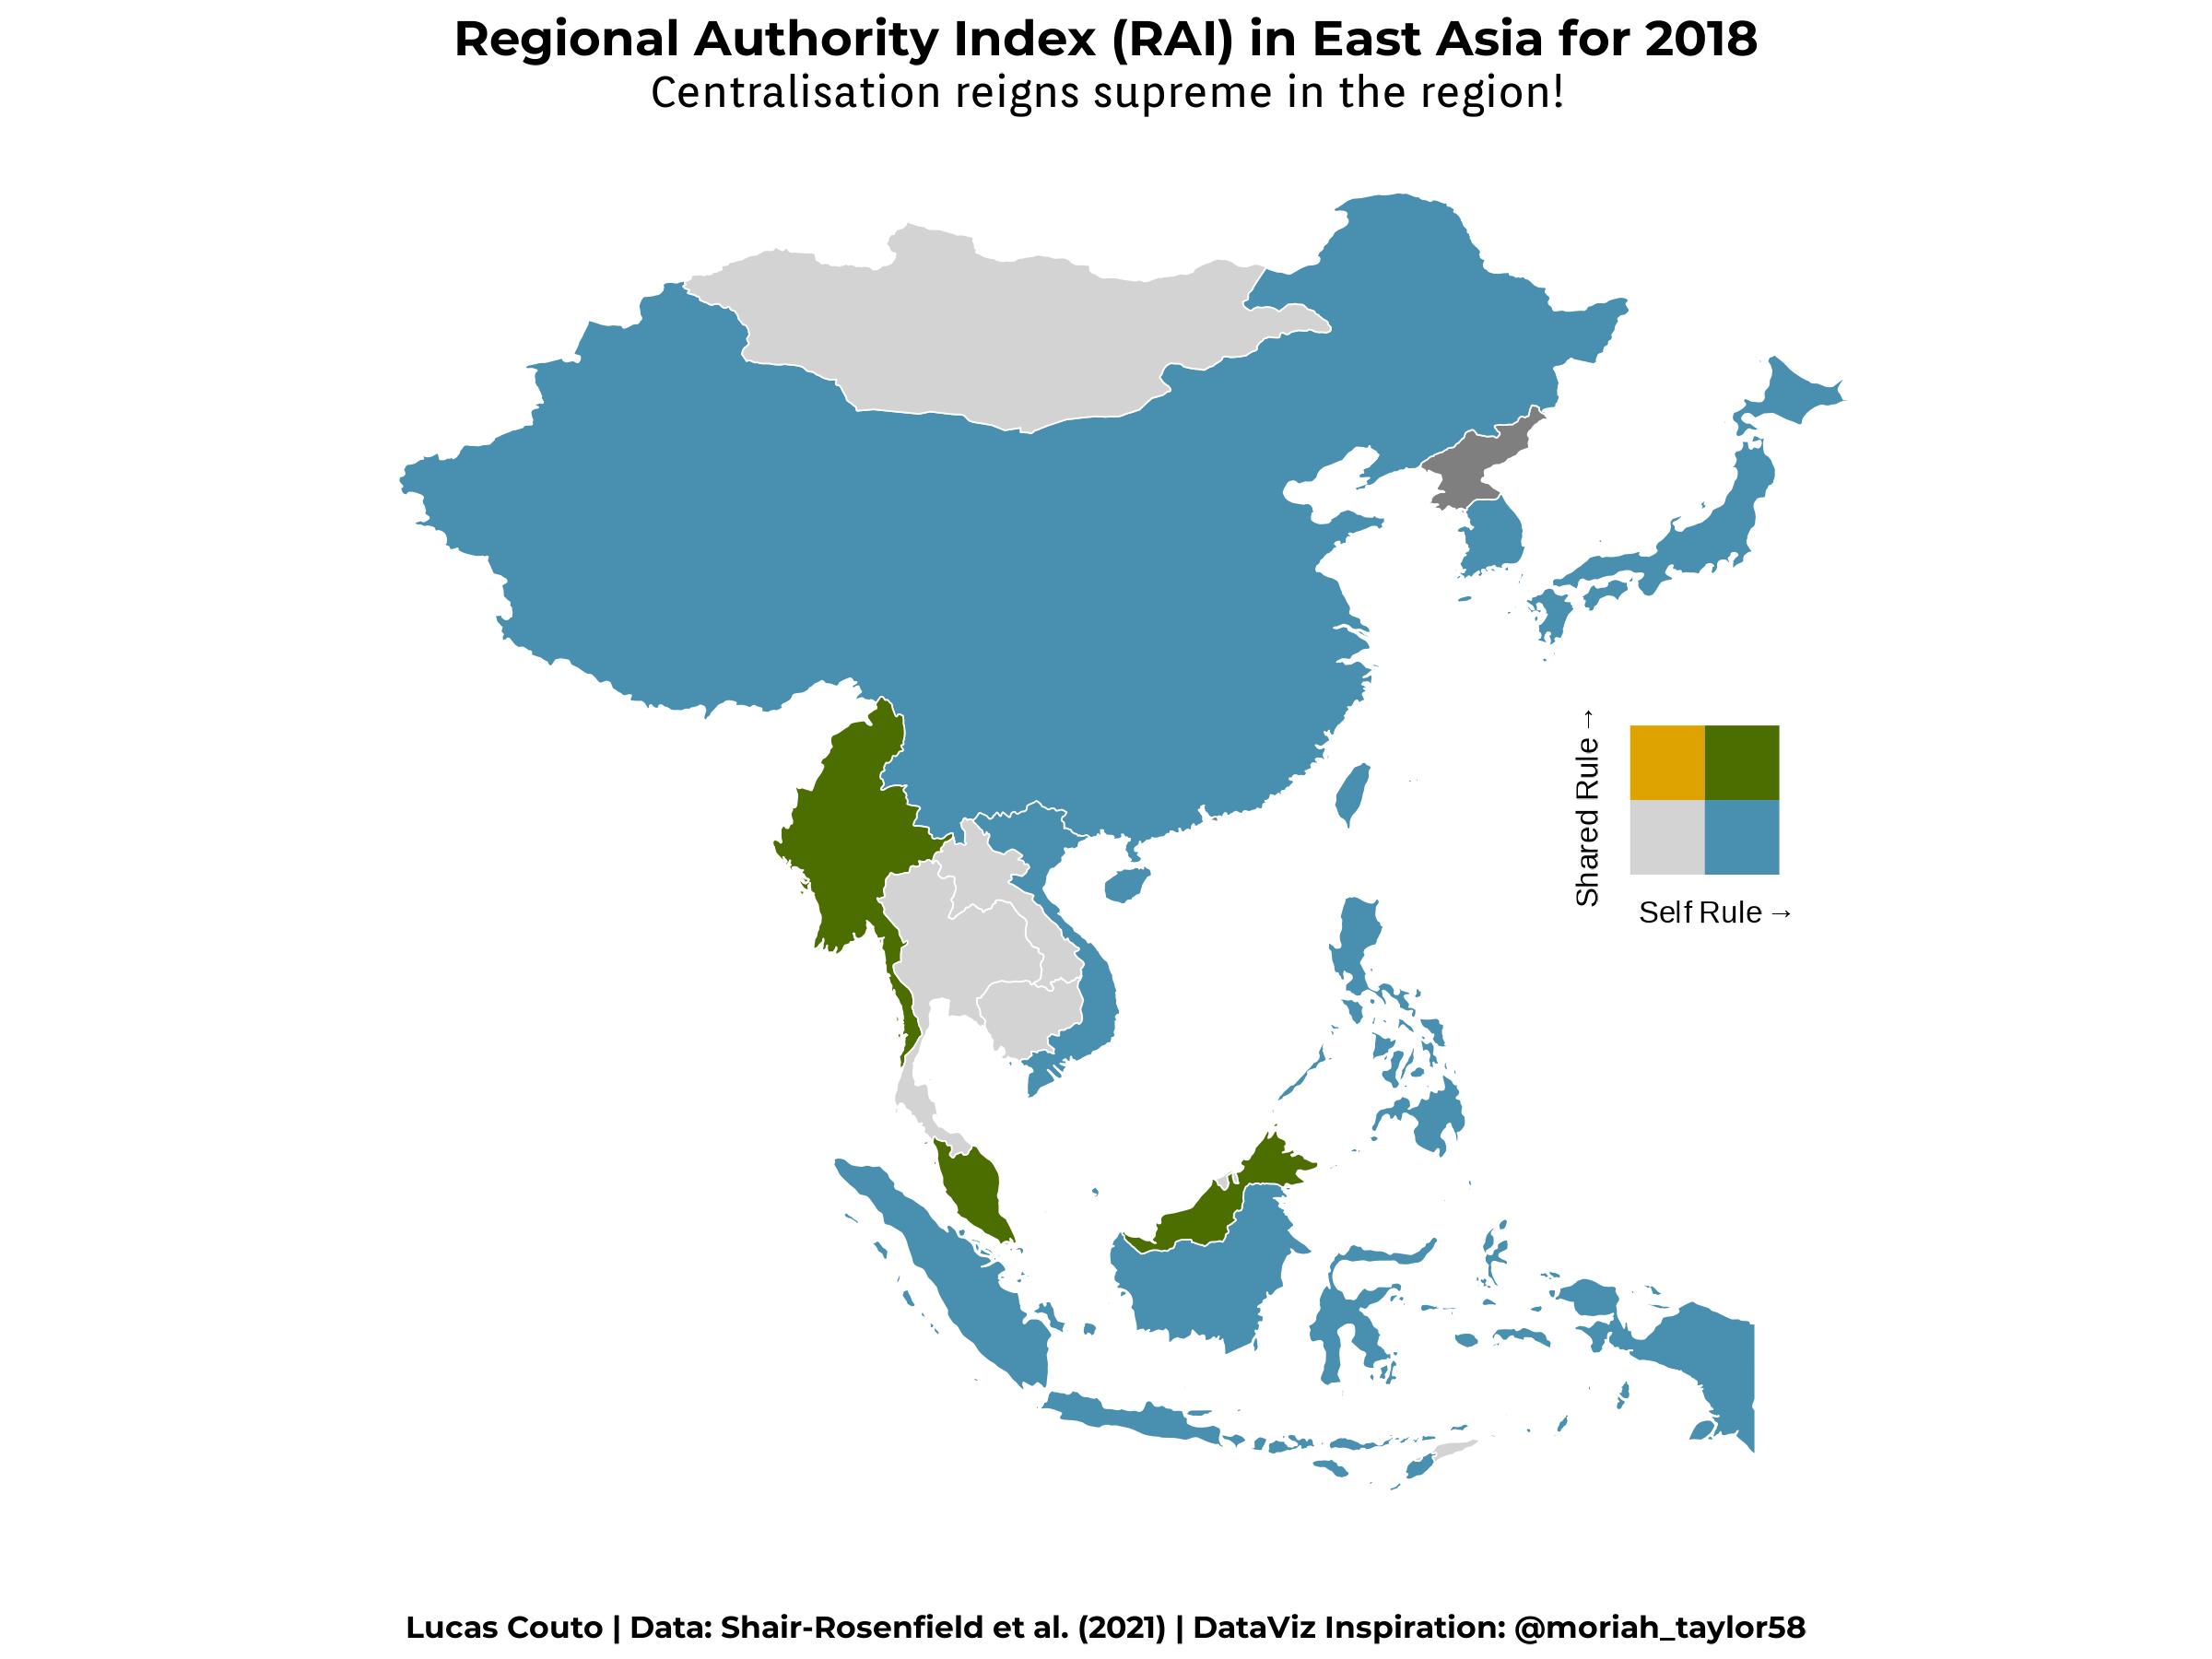 Regional Authority Index (RAI) in East Asia for 2018
Centralisation reigns supreme in the region!
Shared Rule →
Self Rule →
Lucas Couto | Data: Shair-Rosenfield et al. (2021) | DataViz Inspiration: @moriah_taylor58